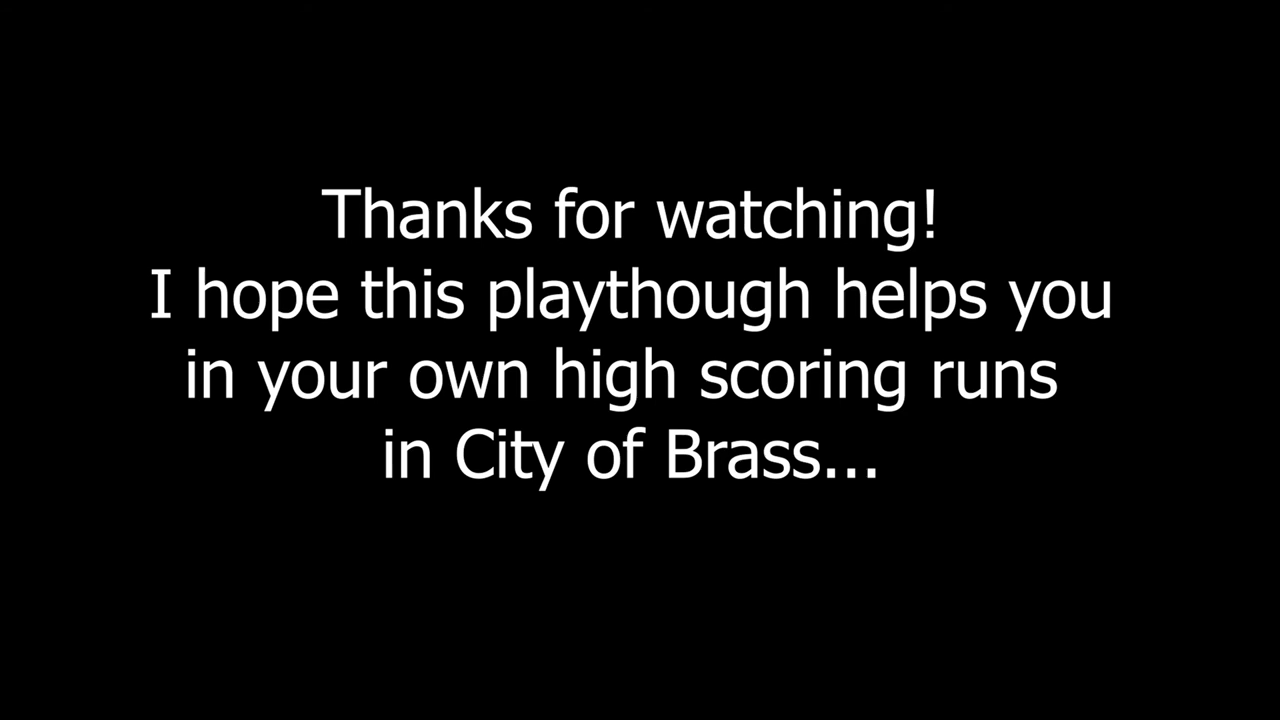 Thanks for watching!
I hope this playthough helps you
in your own high scoring runs
in City of Brass...